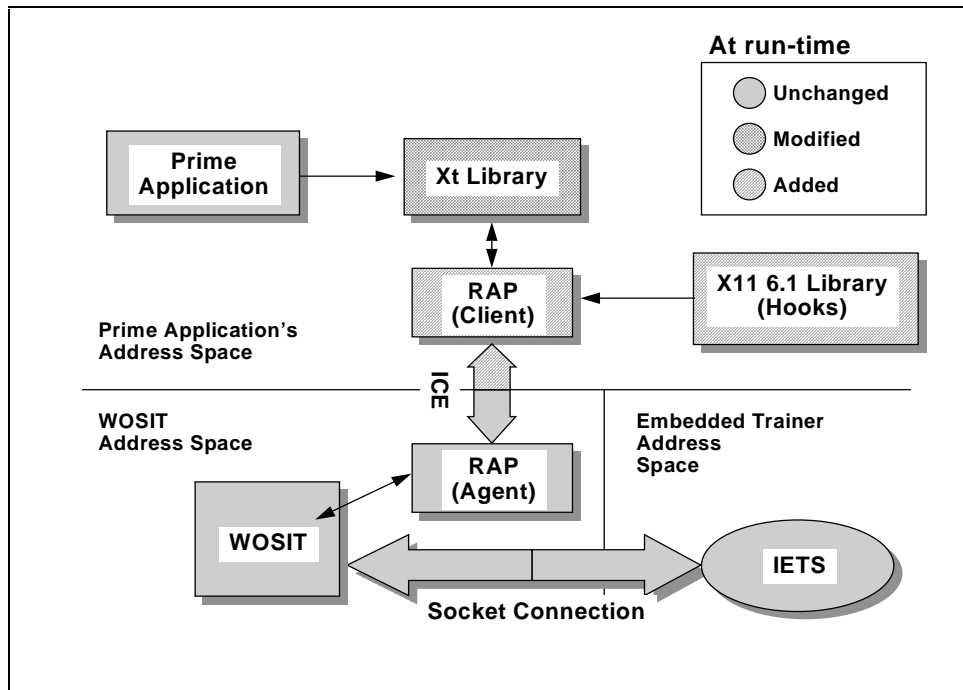 At run-time
Unchanged
Modified
Added
Prime
Application
Xt Library
RAP
(Client)
X11 6.1 Library
(Hooks)
Prime Application's
Address Space
ICE
WOSIT
Address Space
Embedded Trainer
Address
Space
RAP
(Agent)
WOSIT
IETS
Socket Connection